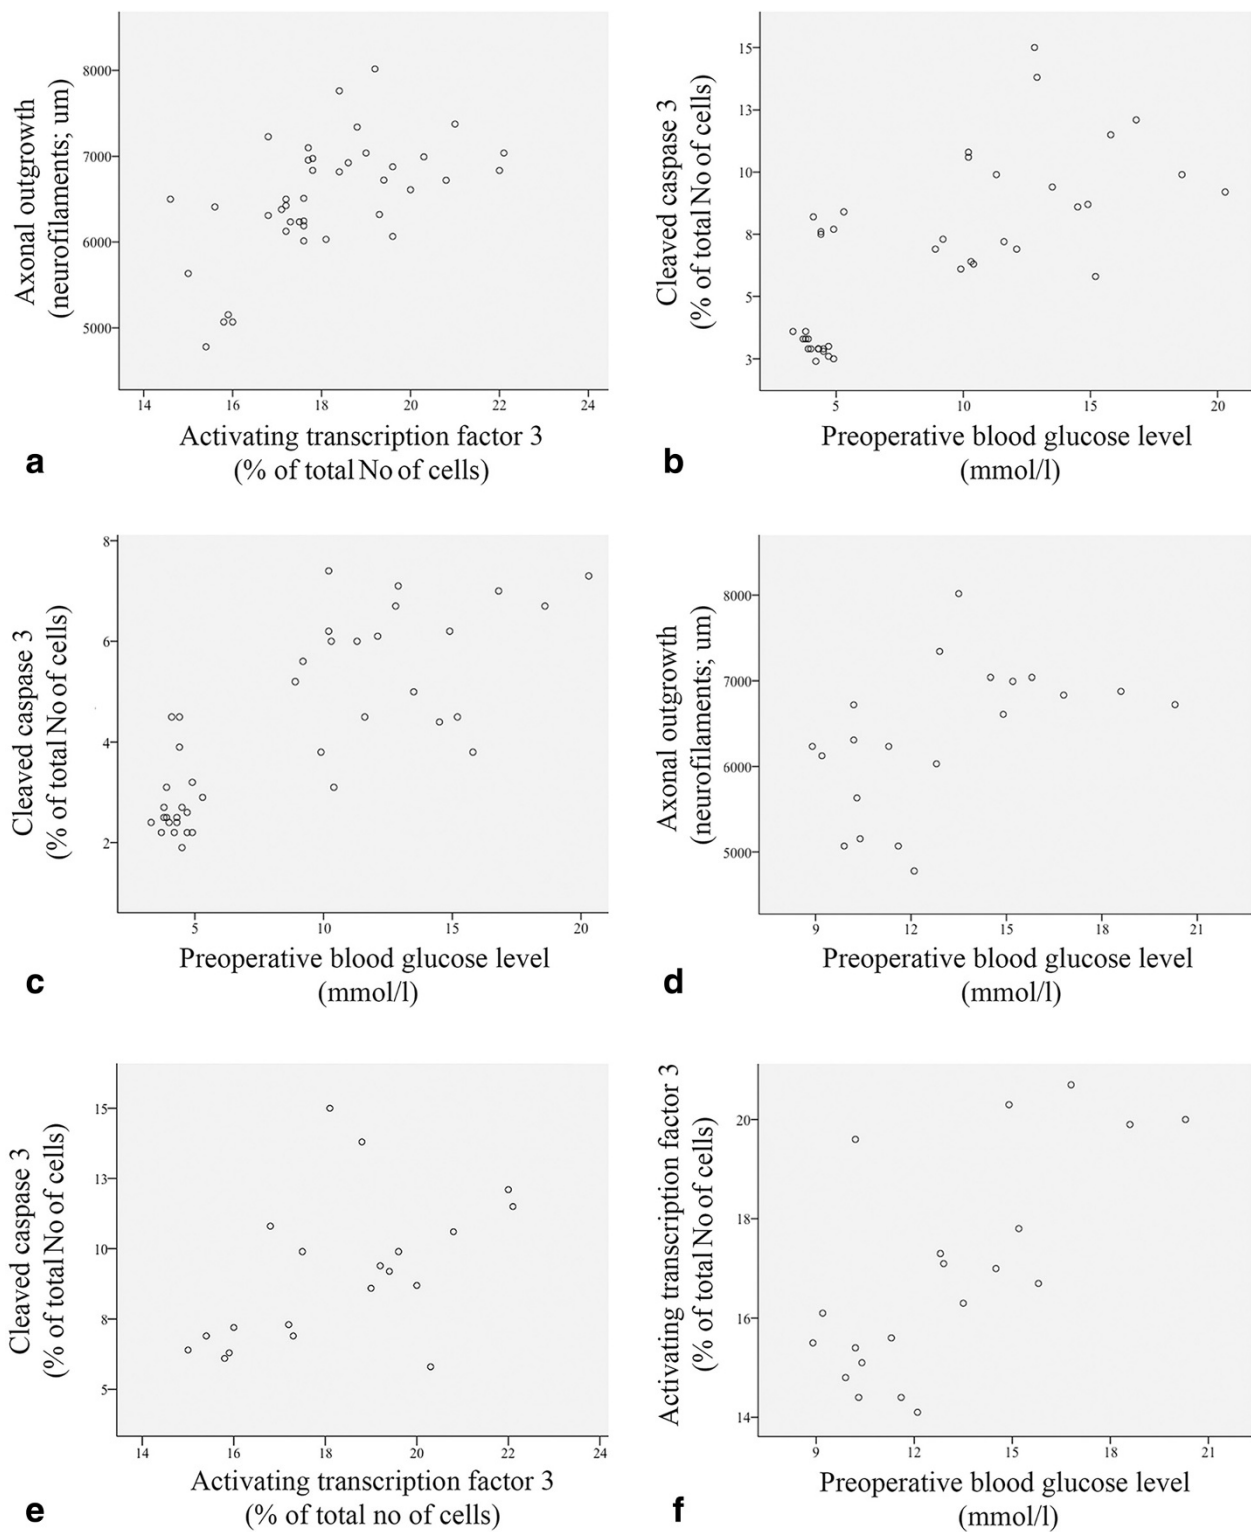 Axonal outgrowth
(neurofilaments; um)
8000
7000
6000
5000
14 16 18 20 22 24
Activating transcription factor 3
(% of total No of cells)
a
Cleaved caspase 3
(% of total No of cells)
15
13
10
8
5
3
5 10 15 20
Preoperative blood glucose level
(mmol/l)
b
Cleaved caspase 3
(% of total No of cells)
8
6
4
2
5 10 15 20
Preoperative blood glucose level
(mmol/l)
c
Axonal outgrowth
(neurofilaments; um)
8000
7000
6000
5000
9 12 15 18 21
Preoperative blood glucose level
(mmol/l)
d
Cleaved caspase 3
(% of total No of cells)
15
13
10
8
5
14 16 18 20 22 24
Activating transcription factor 3
(% of total no of cells)
e
Activating transcription factor 3
(% of total No of cells)
20
18
16
14
9 12 15 18 21
Preoperative blood glucose level
(mmol/l)
f